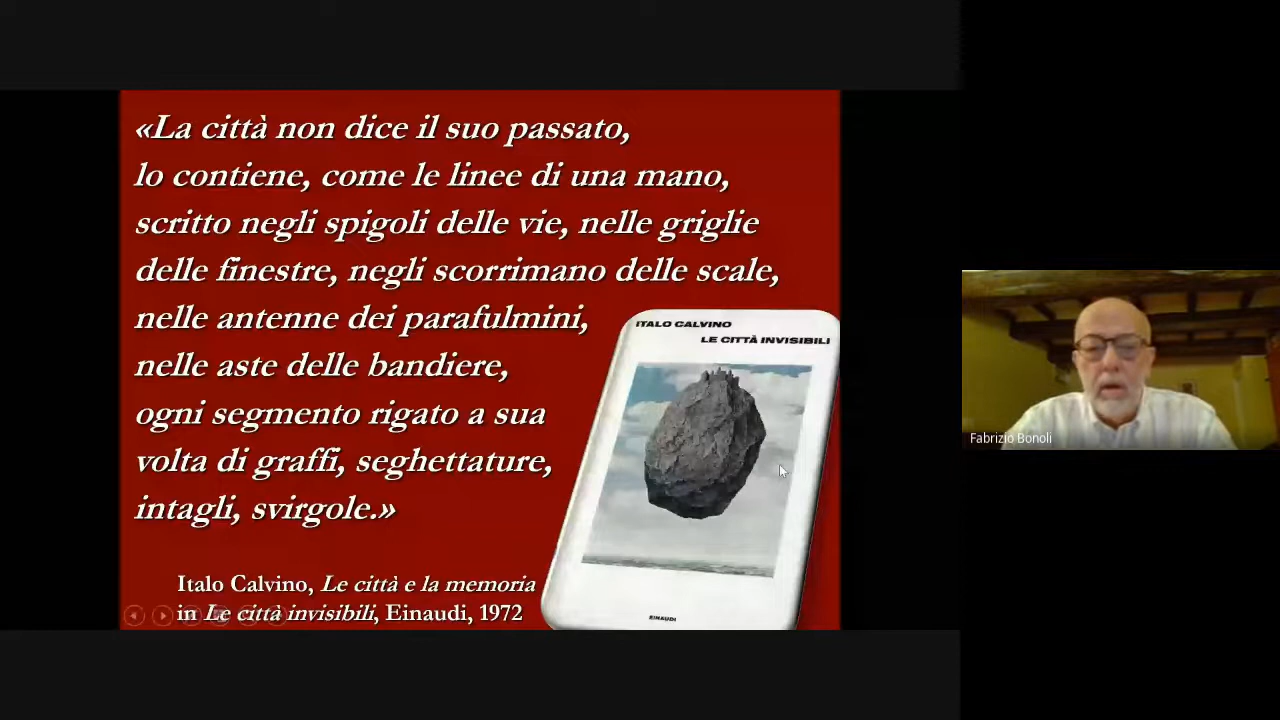 «La città non dice il suo passato,
lo contiene, come le linee di una mano,
scritto negli spigoli delle vie, nelle griglie
delle finestre, negli scorrimano delle scale,
nelle antenne dei parafulmini,
nelle aste delle bandiere,
ogni segmento rigato a sua
volta di graffi, seghettature,
intagli, svirgole.»
Italo Calvino, Le città e la memoria
in Le città invisibili, Einaudi, 1972
ITALO CALVINO
LE CITTÀ INVISIBILI
EINAUDI
Fabrizio Bonoli